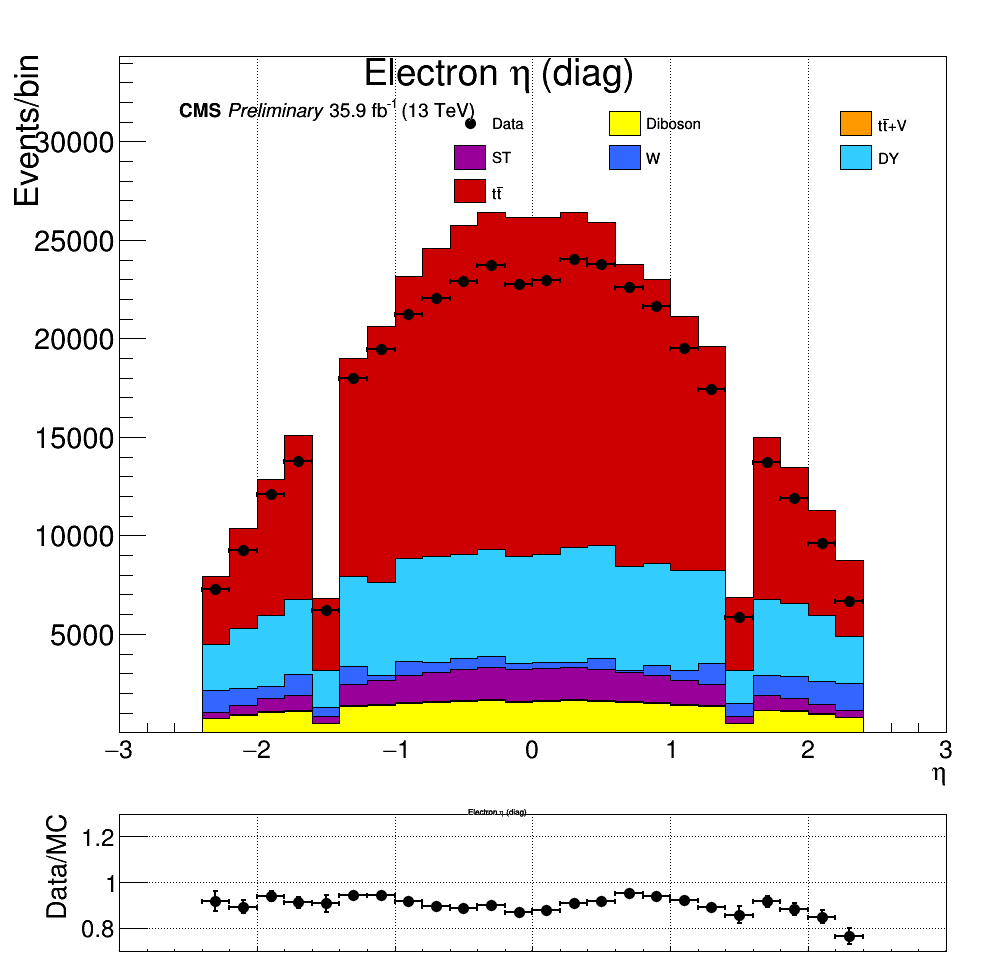 Electron η (diag)
CMS Preliminary 35.9 fb⁻¹ (13 TeV)
Data
Diboson
tt̄+V
ST
W
DY
tt̄
Events/bin
30000
25000
20000
15000
10000
5000
−3 −2 −1 0 1 2 3
η
Electron η (diag)
Data/MC
1.2
1
0.8